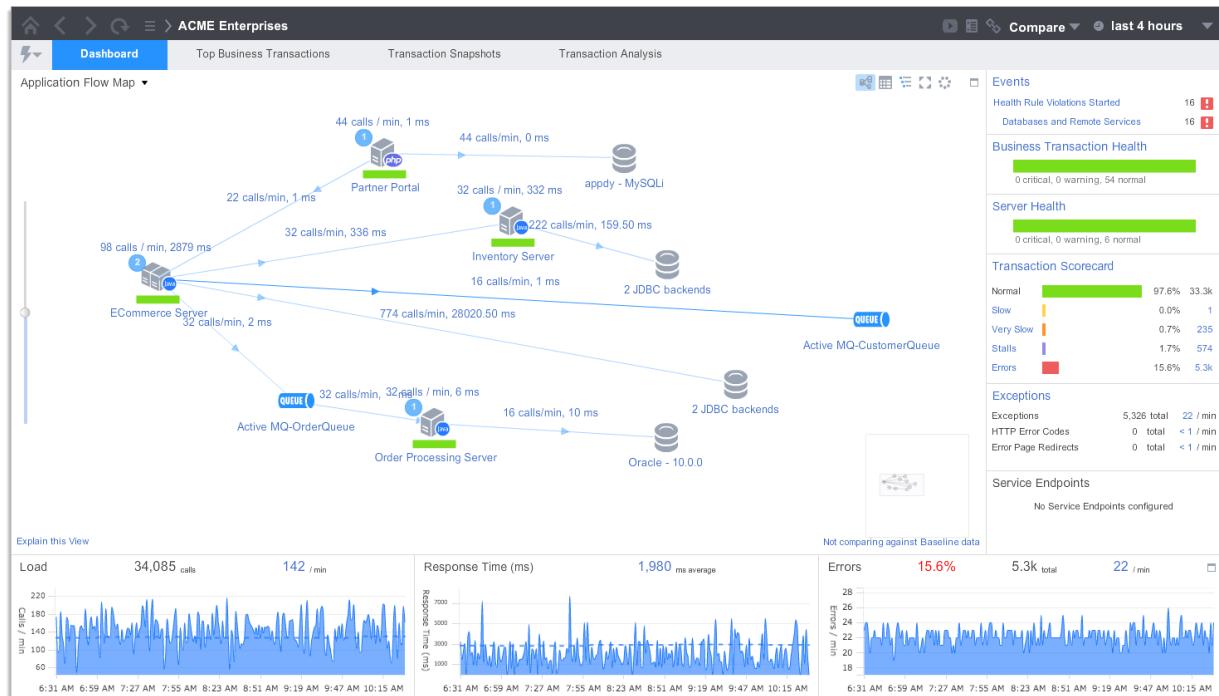 ACME Enterprises
Compare
last 4 hours
Dashboard
Top Business Transactions
Transaction Snapshots
Transaction Analysis
Application Flow Map
44 calls / min, 1 ms
1
php
Partner Portal
44 calls/min, 0 ms
appdy - MySQLi
22 calls/min, 1 ms
32 calls / min, 332 ms
1
Java
Inventory Server
222 calls/min, 159.50 ms
2 JDBC backends
32 calls/min, 336 ms
98 calls / min, 2879 ms
2
Java
ECommerce Server
16 calls/min, 1 ms
QUEUE
Active MQ-CustomerQueue
774 calls/min, 28020.50 ms
2 JDBC backends
32 calls/min, 2 ms
QUEUE
Active MQ-OrderQueue
32 calls/min,
32 calls / min, 6 ms
1
Java
Order Processing Server
16 calls/min, 10 ms
Oracle - 10.0.0
Explain this View
Not comparing against Baseline data
Events
Health Rule Violations Started 16 !
Databases and Remote Services 16 !
Business Transaction Health
0 critical, 0 warning, 54 normal
Server Health
0 critical, 0 warning, 6 normal
Transaction Scorecard
Normal 97.6% 33.3k
Slow 0.0% 1
Very Slow 0.7% 235
Stalls 1.7% 574
Errors 15.6% 5.3k
Exceptions
Exceptions 5,326 total 22 / min
HTTP Error Codes 0 total < 1 / min
Error Page Redirects 0 total < 1 / min
Service Endpoints
No Service Endpoints configured
Load 34,085 calls 142 / min
Calls / min
220
180
140
100
60
6:31 AM 6:59 AM 7:27 AM 7:55 AM 8:23 AM 8:51 AM 9:19 AM 9:47 AM 10:15 AM
Response Time (ms) 1,980 ms average
Response Time (ms)
7000
5000
3000
1000
6:31 AM 6:59 AM 7:27 AM 7:55 AM 8:23 AM 8:51 AM 9:19 AM 9:47 AM 10:15 AM
Errors 15.6% 5.3k total 22 / min
Errors / min
28
26
24
22
20
18
6:31 AM 6:59 AM 7:27 AM 7:55 AM 8:23 AM 8:51 AM 9:19 AM 9:47 AM 10:15 AM